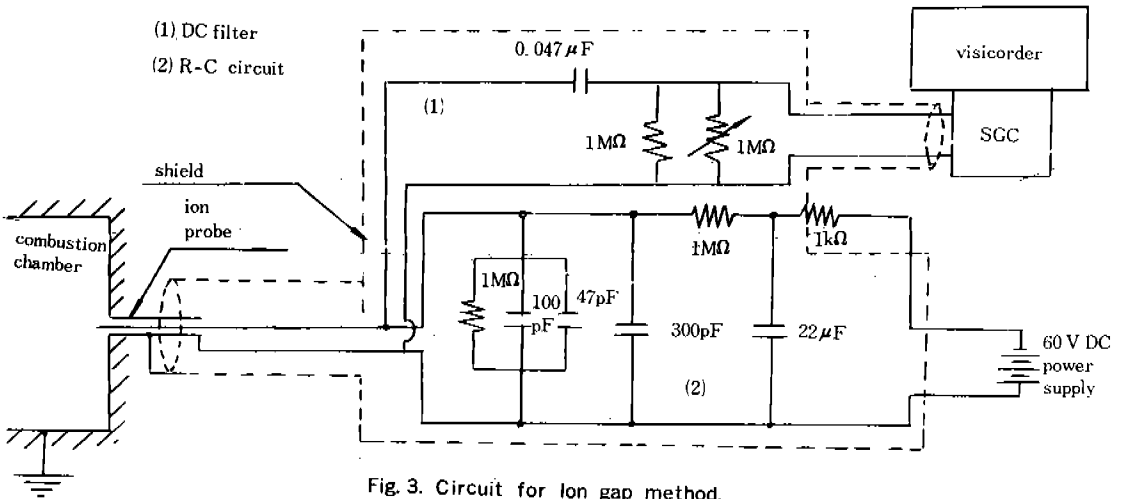 (1) DC filter
(2) R-C circuit
0.047μF
visicorder
(1)
1MΩ
1MΩ
SGC
shield
ion
probe
combustion
chamber
1MΩ
1kΩ
1MΩ
100
pF
47pF
300pF
22μF
60 V DC
power
supply
(2)
Fig. 3. Circuit for Ion gap method.